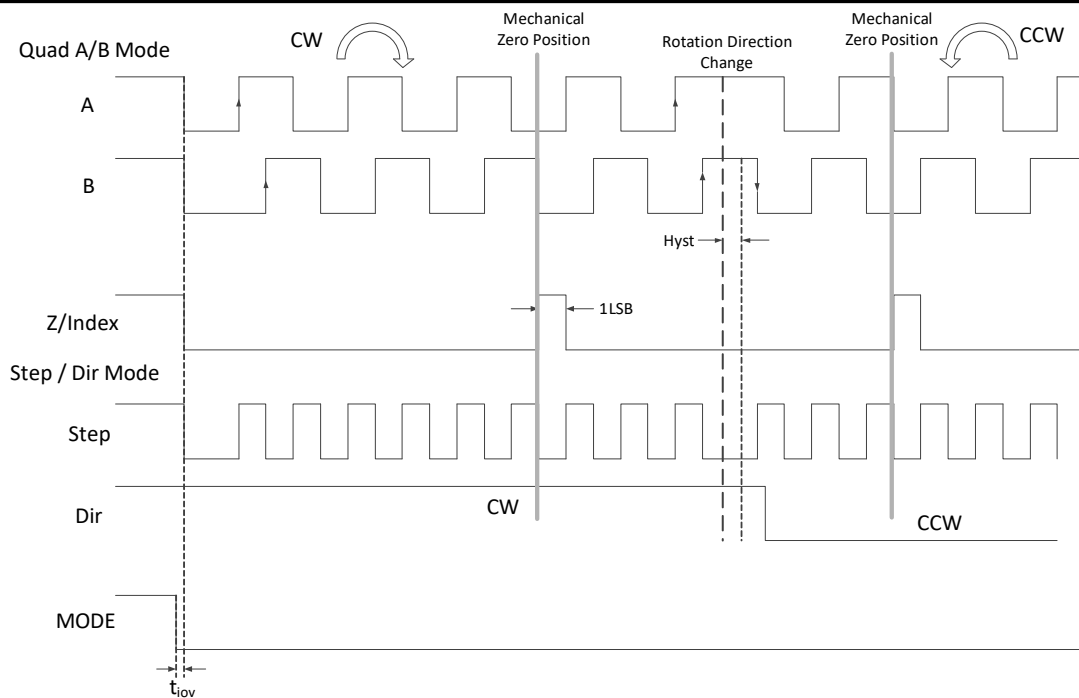 Mechanical
Zero Position
Mechanical
Zero Position
Rotation Direction
Change
Quad A/B Mode
CW
CCW
A
B
Hyst
Z/Index
1LSB
Step / Dir Mode
Step
Dir
CW
CCW
MODE
tiov